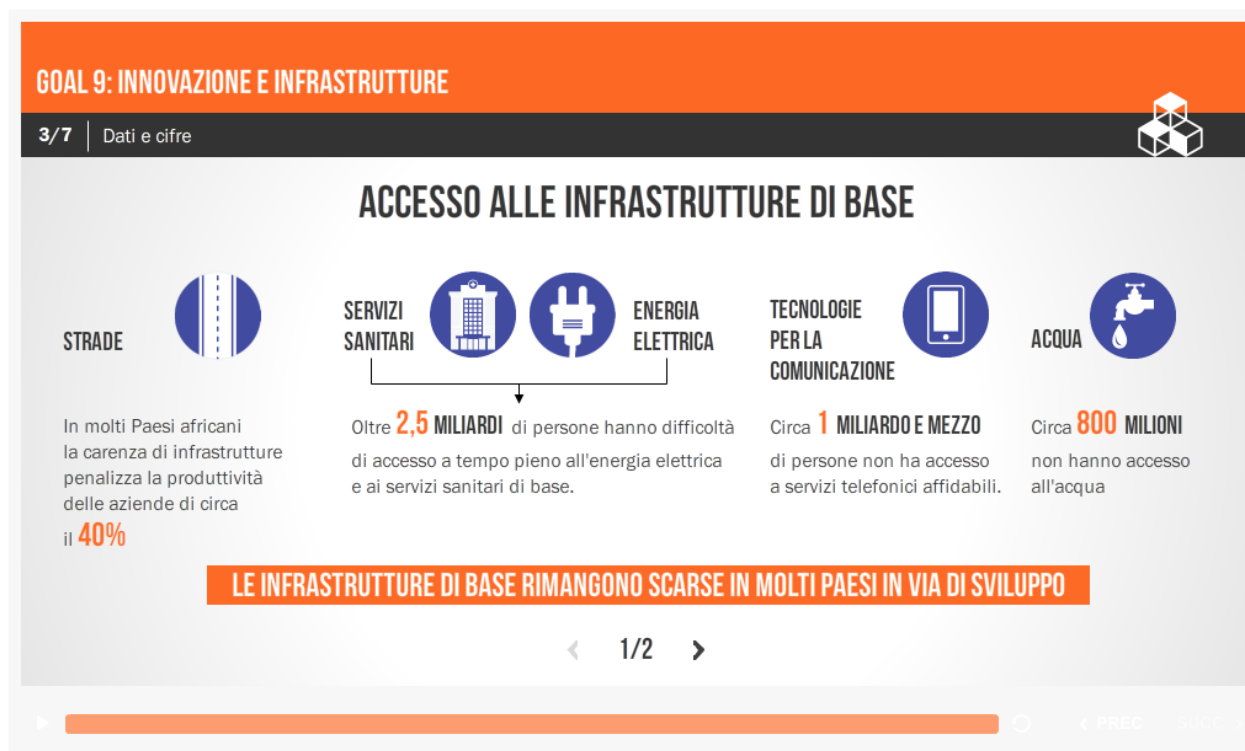 GOAL 9: INNOVAZIONE E INFRASTRUTTURE
3/7 Dati e cifre
ACCESSO ALLE INFRASTRUTTURE DI BASE
STRADE
In molti Paesi africani
la carenza di infrastrutture
penalizza la produttività
delle aziende di circa
il 40%
SERVIZI
SANITARI
ENERGIA
ELETTRICA
Oltre 2,5 MILIARDI di persone hanno difficoltà
di accesso a tempo pieno all'energia elettrica
e ai servizi sanitari di base.
TECNOLOGIE
PER LA
COMUNICAZIONE
Circa 1 MILIARDO E MEZZO
di persone non ha accesso
a servizi telefonici affidabili.
ACQUA
Circa 800 MILIONI
non hanno accesso
all'acqua
LE INFRASTRUTTURE DI BASE RIMANGONO SCARSE IN MOLTI PAESI IN VIA DI SVILUPPO
1/2
PREC